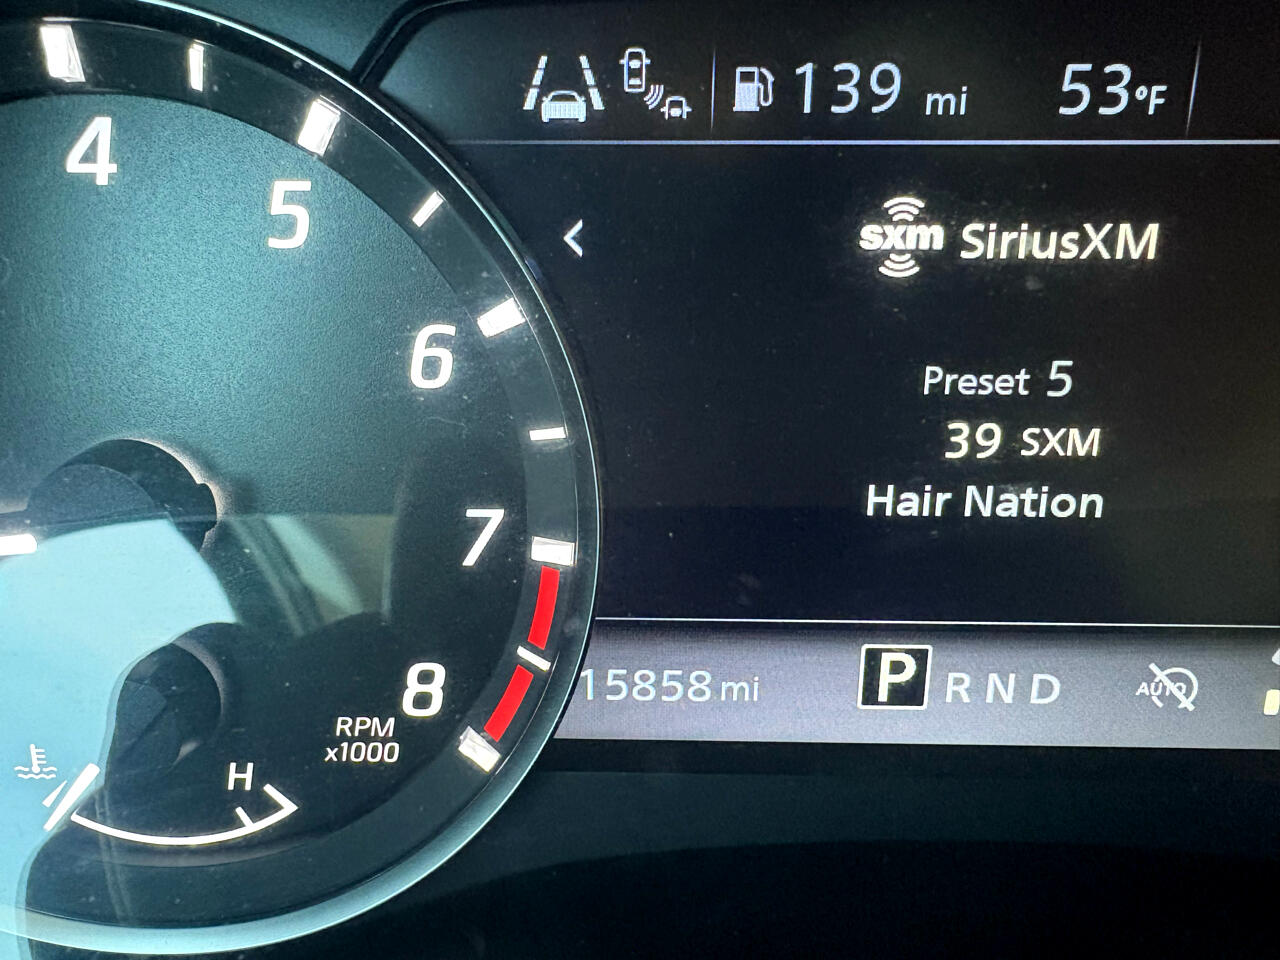 4
5
6
7
8
RPM
x1000
H
139 mi
53°F
sxm SiriusXM
Preset 5
39 SXM
Hair Nation
15858 mi
P R N D
AUTO